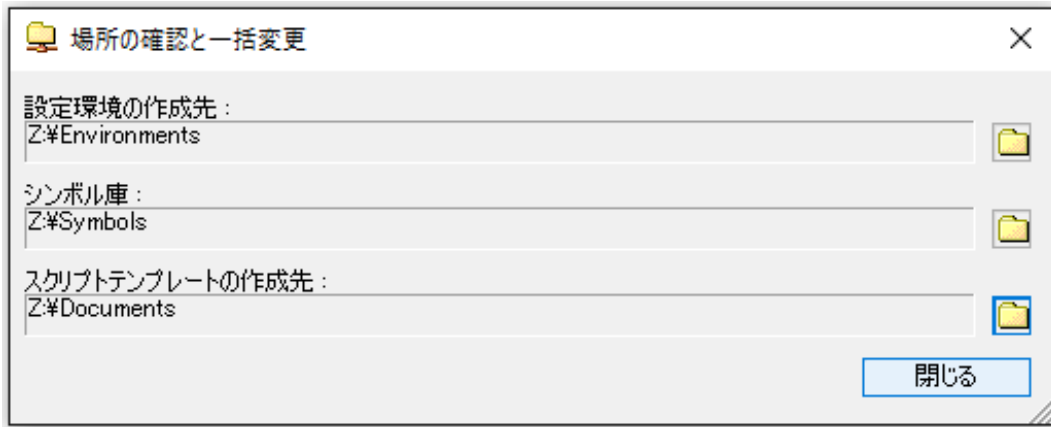 場所の確認と一括変更
設定環境の作成先：
Z:¥Environments
シンボル庫：
Z:¥Symbols
スクリプトテンプレートの作成先：
Z:¥Documents
閉じる